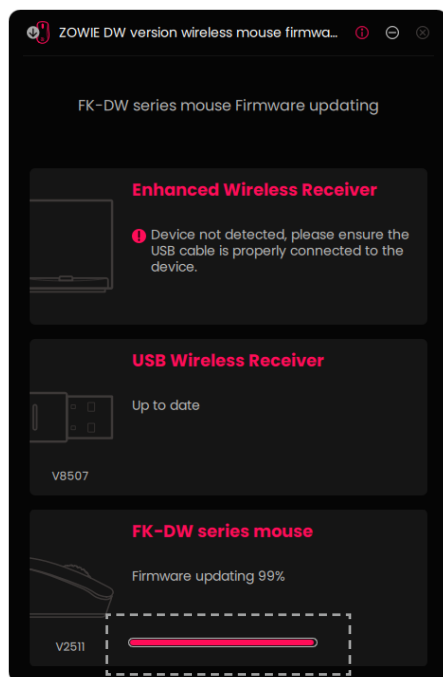 ZOWIE DW version wireless mouse firmwa...
FK-DW series mouse Firmware updating
Enhanced Wireless Receiver
Device not detected, please ensure the
USB cable is properly connected to the
device.
USB Wireless Receiver
Up to date
V8507
FK-DW series mouse
Firmware updating 99%
V2511